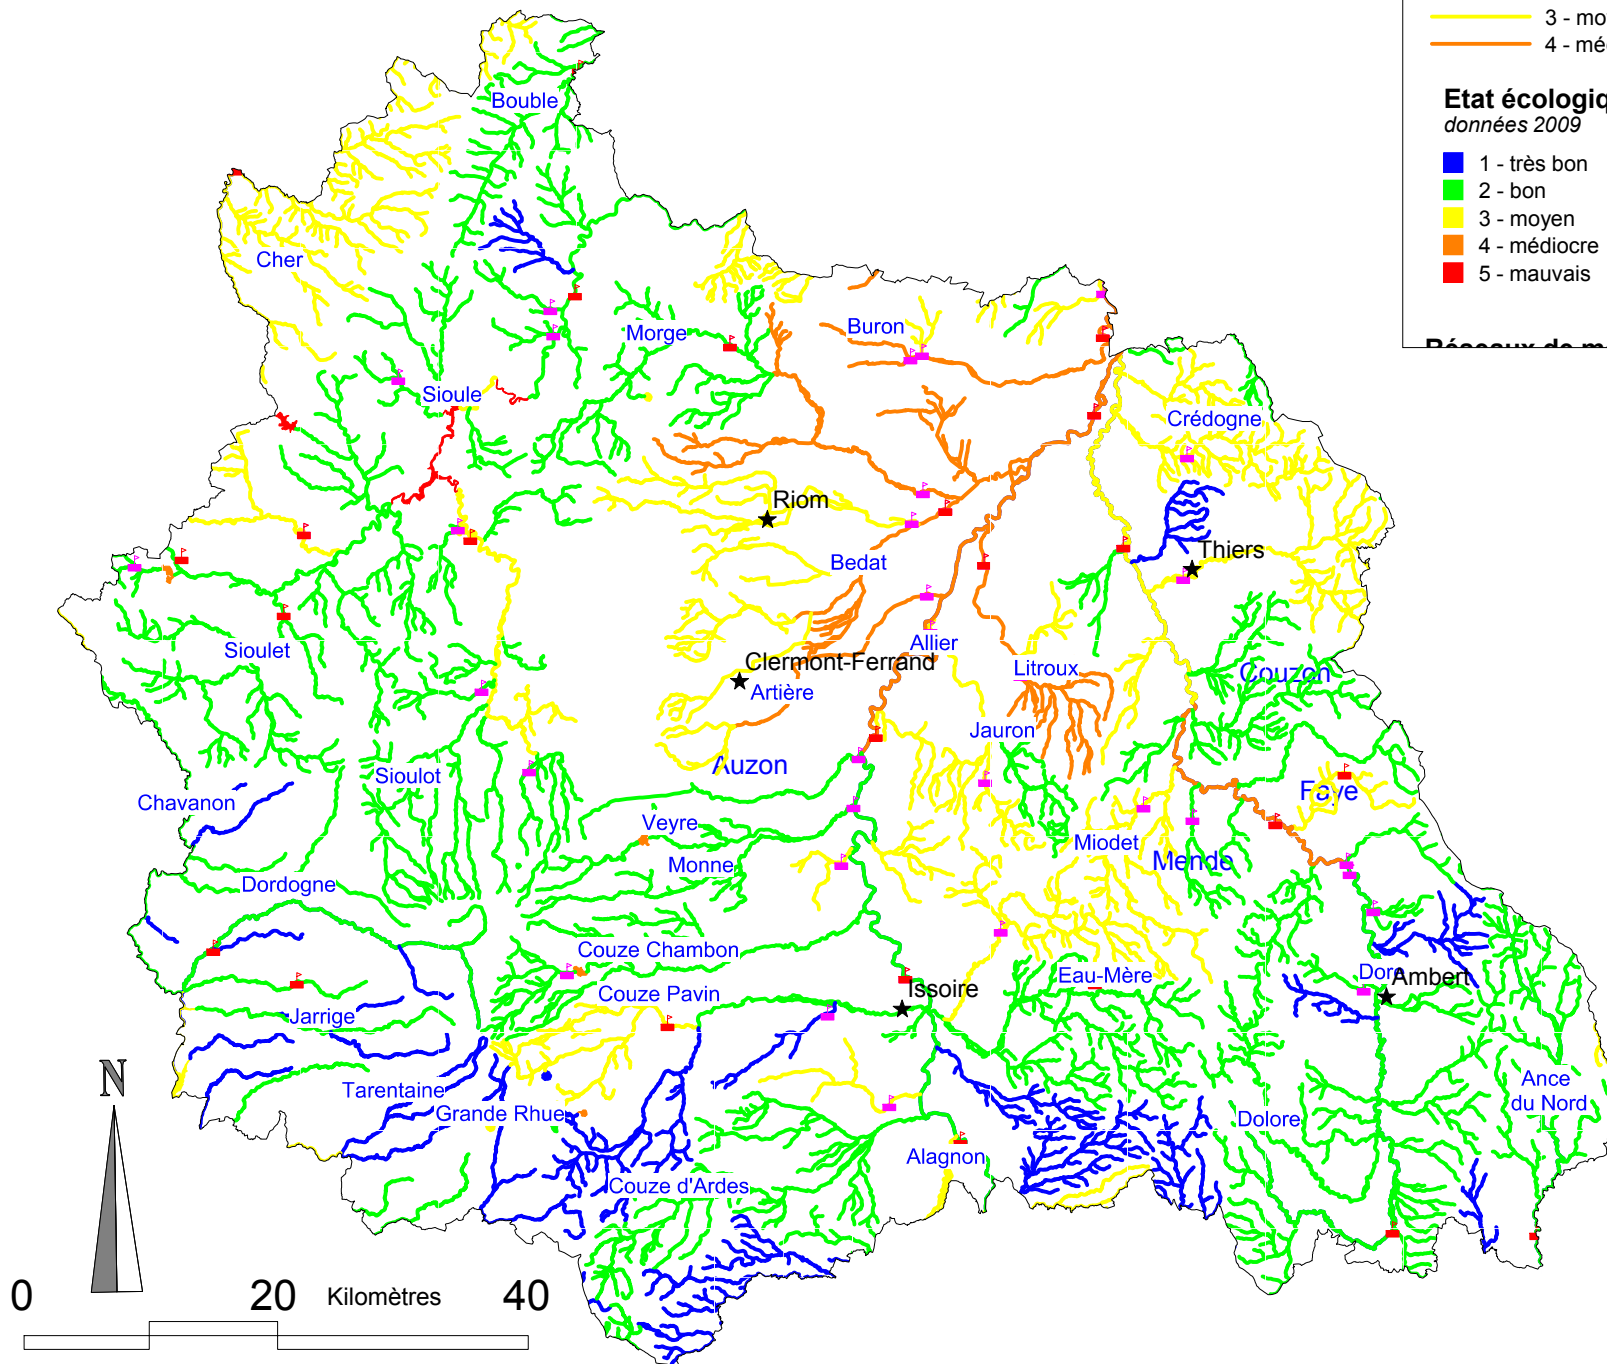 3 - mo
4 - mé
Etat écologiq
données 2009
1 - très bon
2 - bon
3 - moyen
4 - médiocre
5 - mauvais
Bouble
Cher
Morge
Buron
Sioule
Crédogne
Riom
Thiers
Bedat
Sioulet
Allier
Clermont-Ferrand
Litroux
Couzon
Artière
Jauron
Auzon
Sioulot
Chavanon
Faye
Veyre
Miodet
Monne
Mende
Dordogne
Couze Chambon
Eau-Mère
Dore
Ambert
Issoire
Couze Pavin
Jarrige
N
Tarentaine
Grande Rhue
Ance
du Nord
Dolore
Alagnon
Couze d'Ardes
0 20 Kilomètres 40